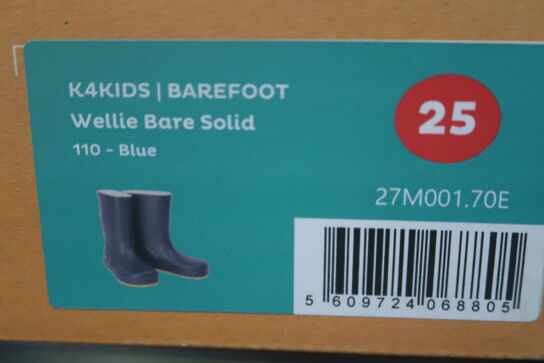 K4KIDS | BAREFOOT
Wellie Bare Solid
110 - Blue
25
27M001.70E
5 609724 068805